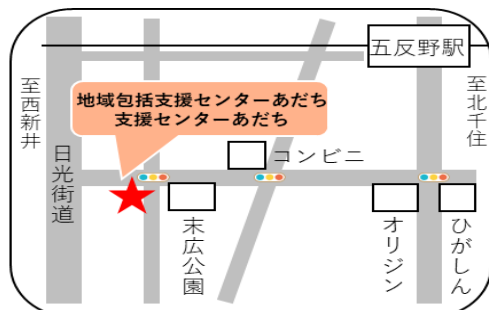 五反野駅
至西新井
至北千住
地域包括支援センターあだち
支援センターあだち
日光街道
コンビニ
末広公園
オリジン
ひがしん